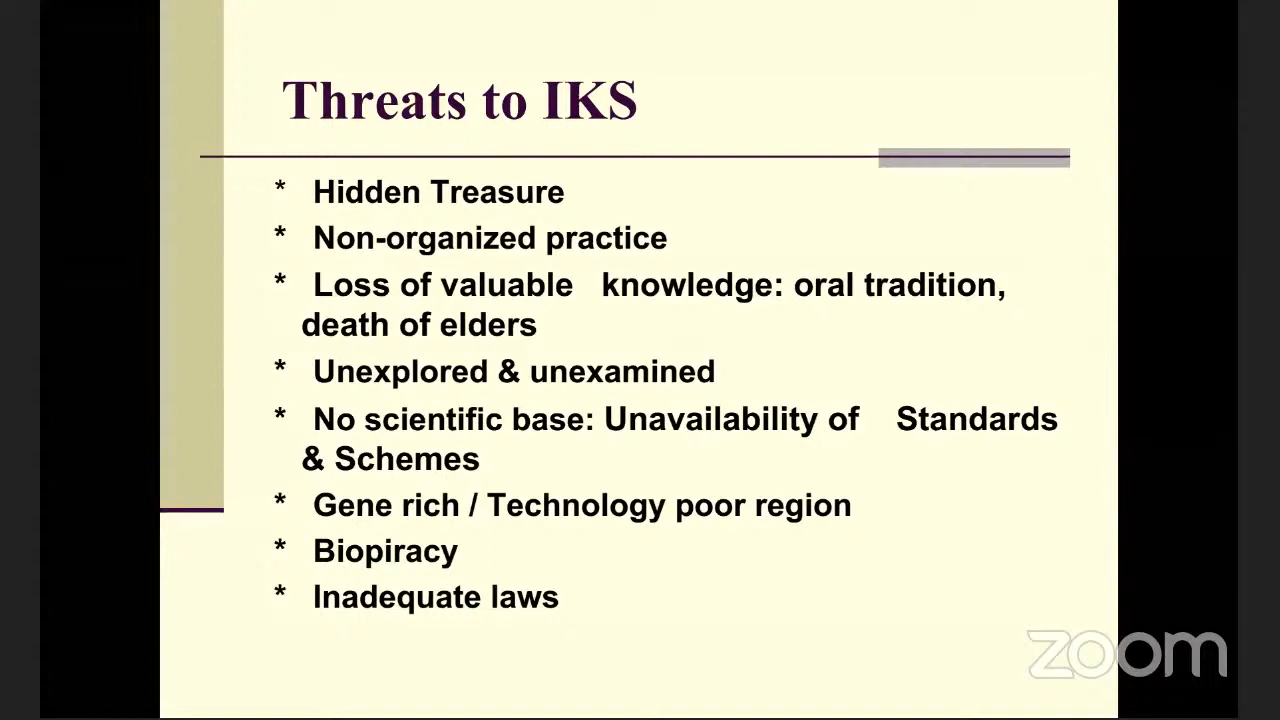 Threats to IKS
* Hidden Treasure
* Non-organized practice
* Loss of valuable knowledge: oral tradition,
death of elders
* Unexplored & unexamined
* No scientific base: Unavailability of Standards
& Schemes
* Gene rich / Technology poor region
* Biopiracy
* Inadequate laws
zoom